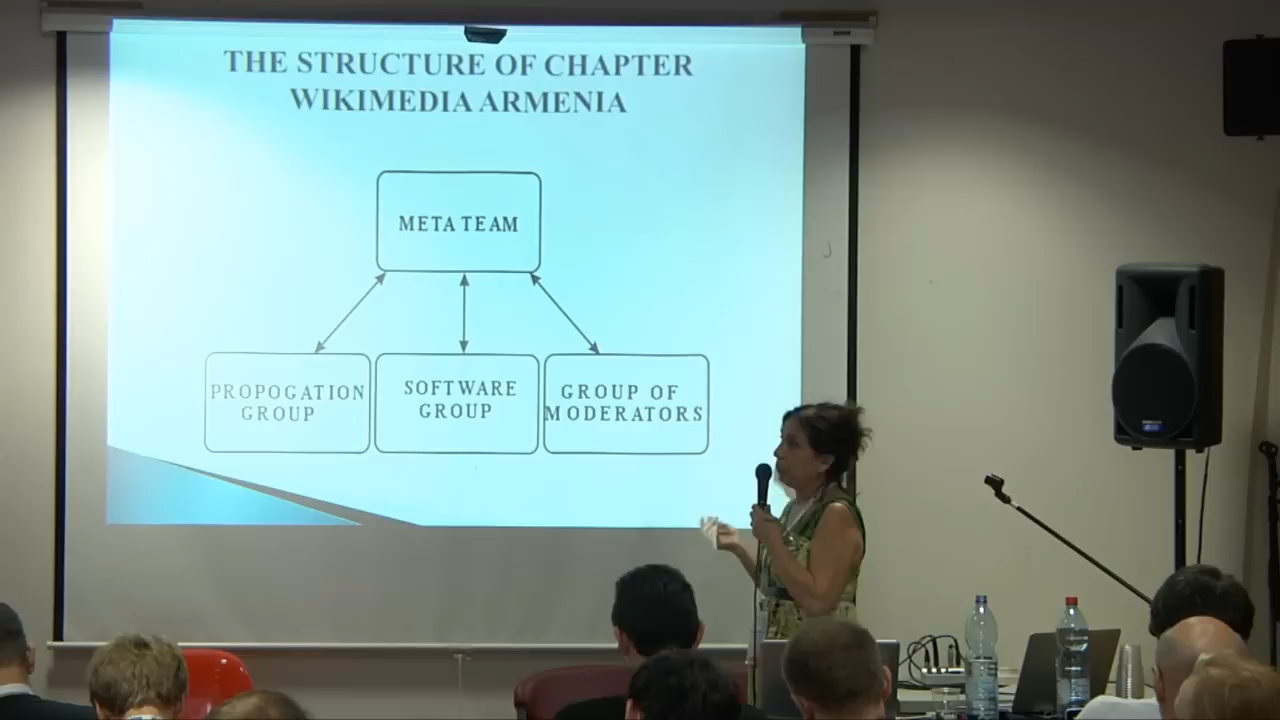 THE STRUCTURE OF CHAPTER
WIKIMEDIA ARMENIA
META TEAM
PROPOGATION
GROUP
SOFTWARE
GROUP
GROUP OF
MODERATORS